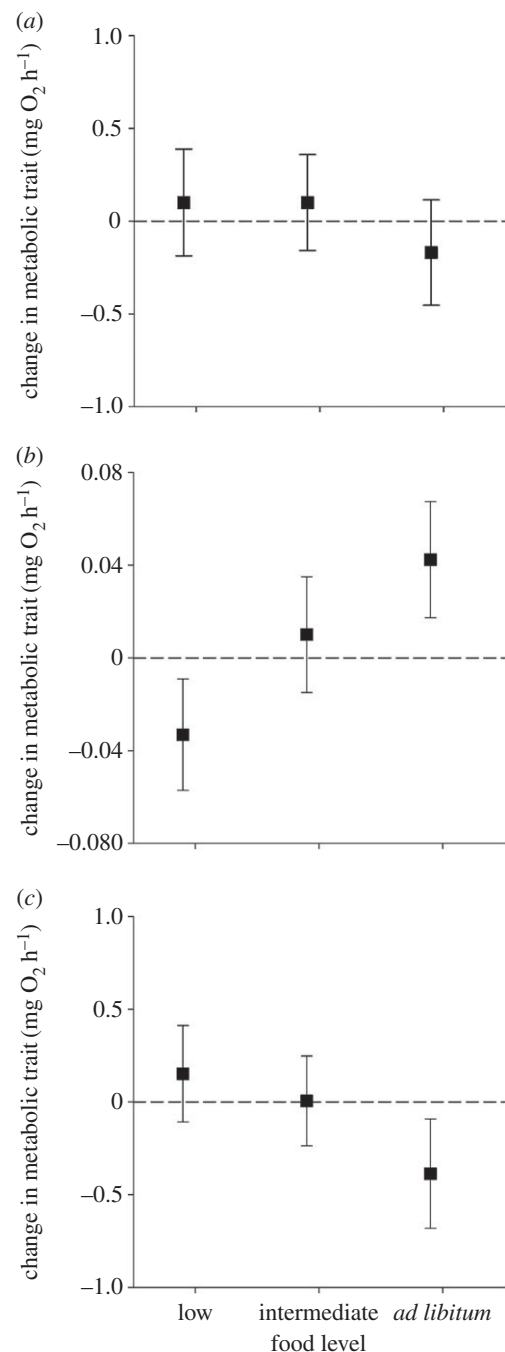 (a)
1.0
0.5
0
–0.5
–1.0
change in metabolic trait (mg O₂ h⁻¹)
(b)
0.08
0.04
0
–0.04
–0.080
change in metabolic trait (mg O₂ h⁻¹)
(c)
1.0
0.5
0
–0.5
–1.0
change in metabolic trait (mg O₂ h⁻¹)
low intermediate ad libitum
food level